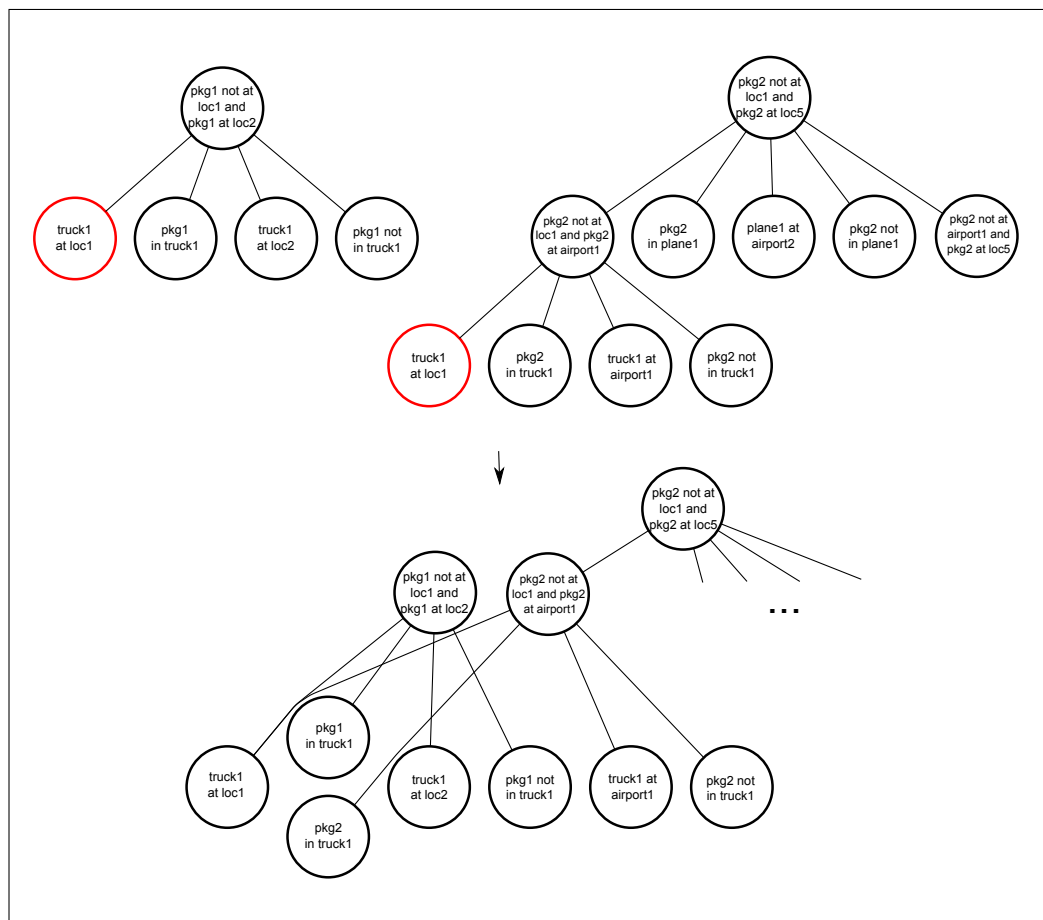 pkg1 not at
loc1 and
pkg1 at loc2
truck1
at loc1
pkg1
in truck1
truck1
at loc2
pkg1 not
in truck1
pkg2 not at
loc1 and
pkg2 at loc5
pkg2 not at
loc1 and pkg2
at airport1
pkg2
in plane1
plane1 at
airport2
pkg2 not
in plane1
pkg2 not at
airport1 and
pkg2 at loc5
truck1
at loc1
pkg2
in truck1
truck1 at
airport1
pkg2 not
in truck1
pkg2 not at
loc1 and
pkg2 at loc5
...
pkg1 not at
loc1 and
pkg1 at loc2
pkg2 not at
loc1 and pkg2
at airport1
truck1
at loc1
pkg1
in truck1
pkg2
in truck1
truck1
at loc2
pkg1 not
in truck1
truck1 at
airport1
pkg2 not
in truck1